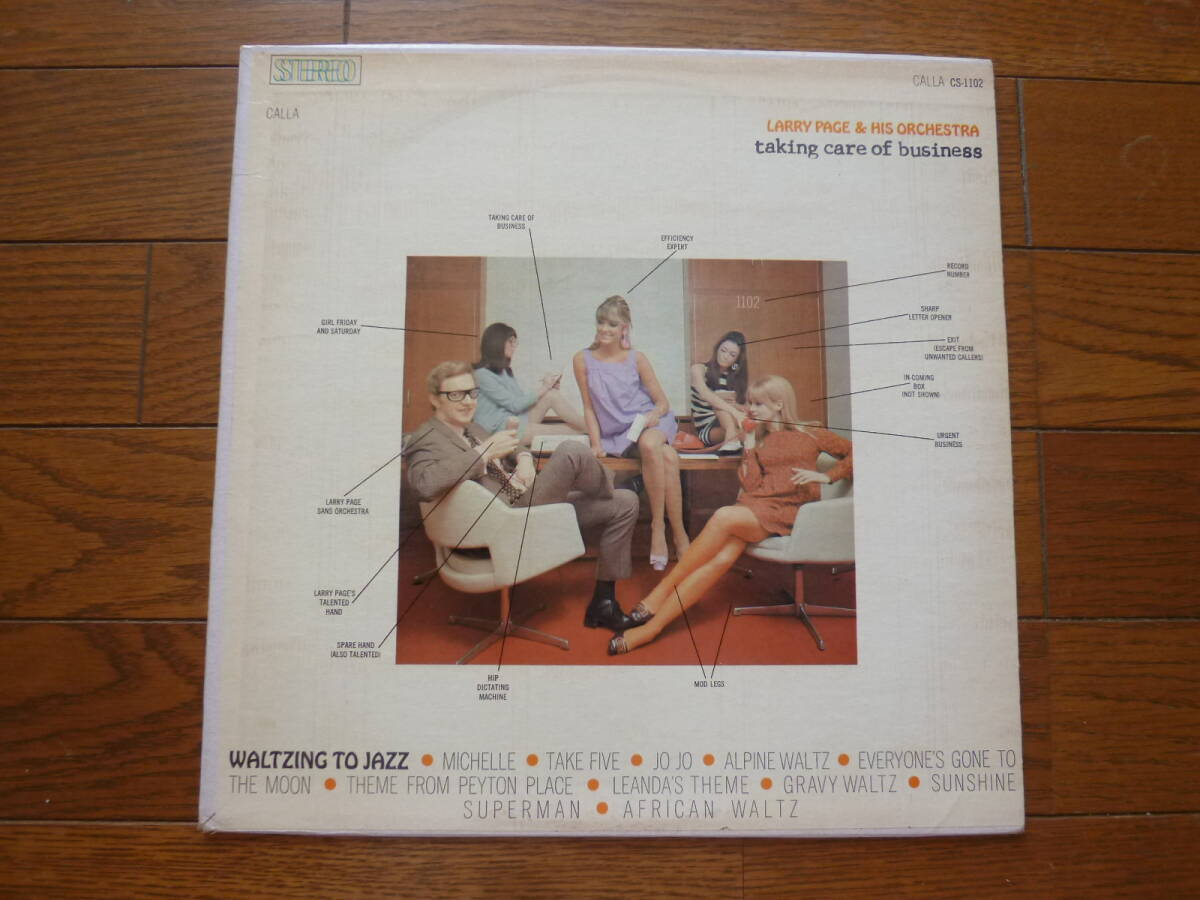 STEREO
CALLA CS-1102
CALLA
LARRY PAGE & HIS ORCHESTRA
taking care of business
TAKING CARE OF
BUSINESS
EFFICIENCY
EXPERT
RECORD
NUMBER
1102
SHARP
LETTER OPENER
GIRL FRIDAY
AND SATURDAY
EXIT
(ESCAPE FROM
UNWANTED CALLERS)
IN-COMING
BOX
(NOT SHOWN)
URGENT
BUSINESS
LARRY PAGE
SANS ORCHESTRA
LARRY PAGE'S
TALENTED
HAND
SPARE HAND
(ALSO TALENTED)
HIP
DICTATING
MACHINE
MOD LEGS
WALTZING TO JAZZ • MICHELLE • TAKE FIVE • JO JO • ALPINE WALTZ • EVERYONE'S GONE TO
THE MOON • THEME FROM PEYTON PLACE • LEANDA'S THEME • GRAVY WALTZ • SUNSHINE
SUPERMAN • AFRICAN WALTZ